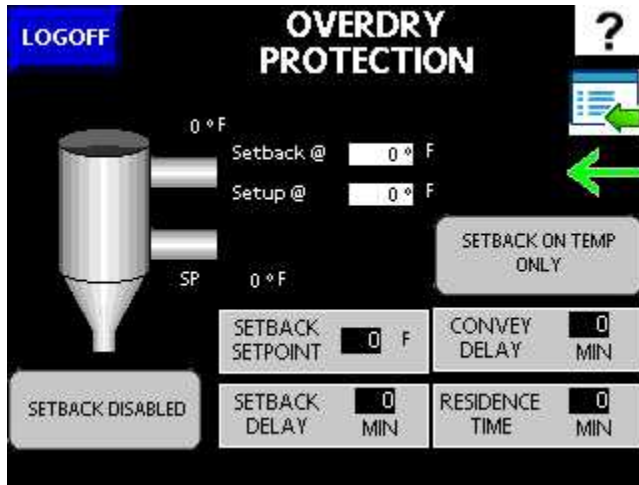 LOGOFF
OVERDRY
PROTECTION
?
0 °F
Setback @ 0 ° F
Setup @ 0 ° F
SETBACK ON TEMP
ONLY
SP 0 °F
SETBACK
SETPOINT
0 F
CONVEY
DELAY
0
MIN
SETBACK DISABLED
SETBACK
DELAY
0
MIN
RESIDENCE
TIME
0
MIN